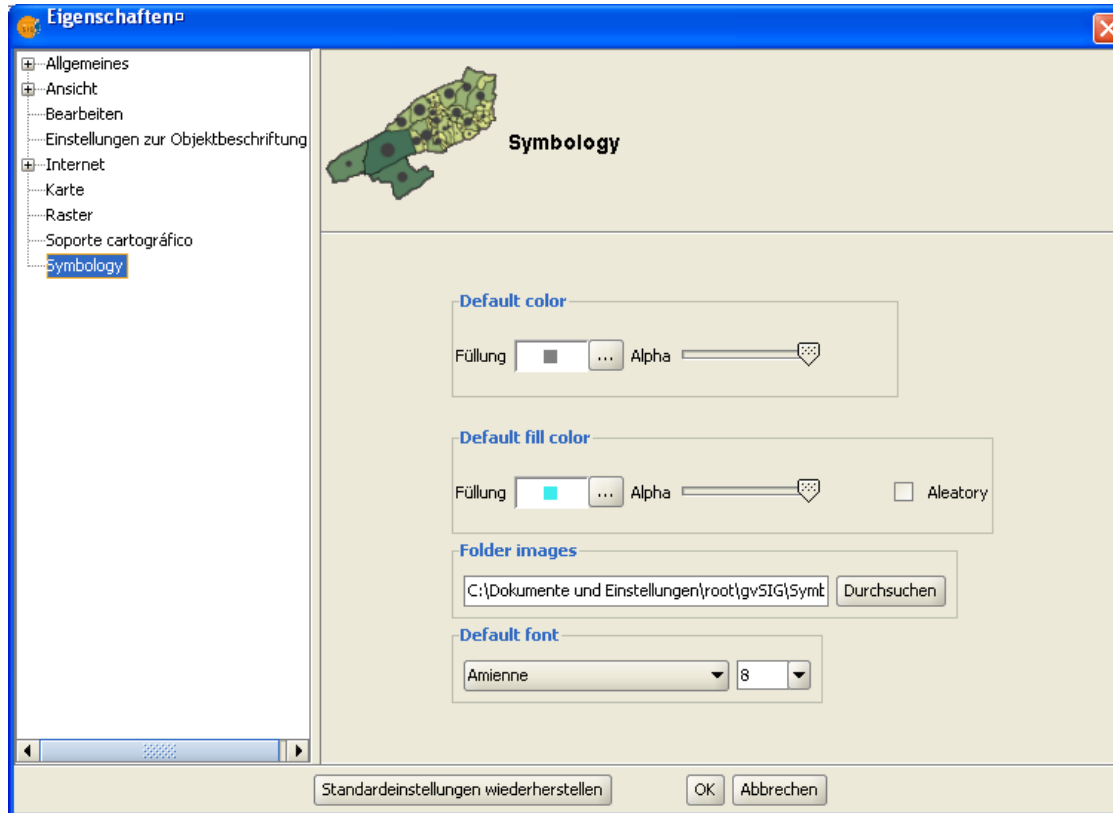 Eigenschaften
Allgemeines
Ansicht
Bearbeiten
Einstellungen zur Objektbeschriftung
Internet
Karte
Raster
Soporte cartográfico
Symbology
Symbology
Default color
Füllung ... Alpha
Default fill color
Füllung ... Alpha Aleatory
Folder images
C:\Dokumente und Einstellungen\root\gvSIG\Symb Durchsuchen
Default font
Amienne 8
Standardeinstellungen wiederherstellen OK Abbrechen